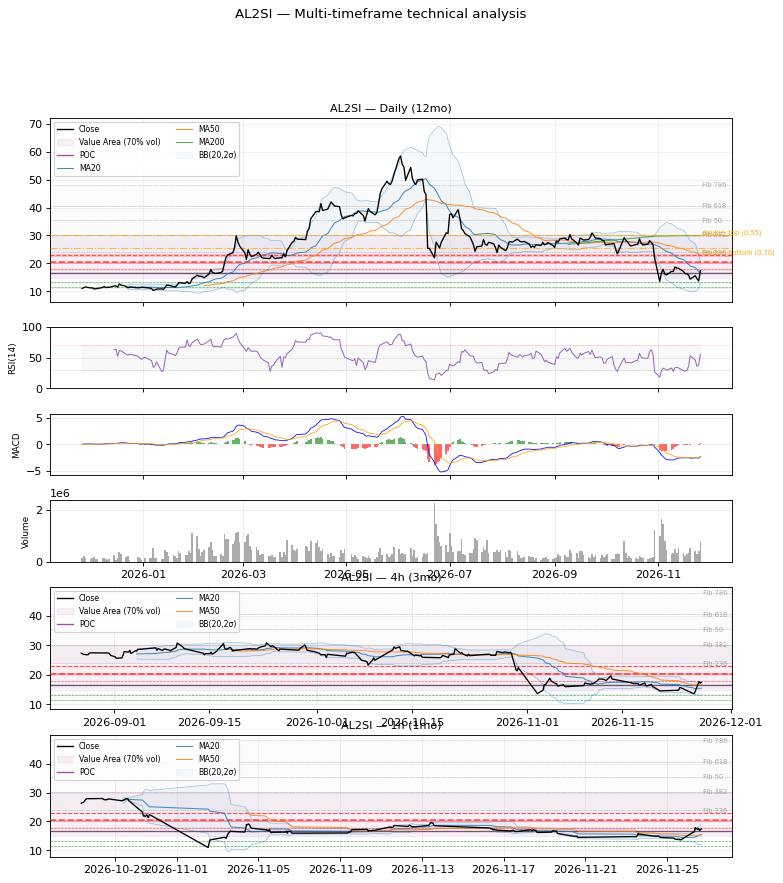 AL2SI — Multi-timeframe technical analysis
AL2SI — Daily (12mo)
Close
Value Area (70% vol)
POC
MA20
MA50
MA200
BB(20,2σ)
70
60
50
40
30
20
10
Fib 786
Fib 618
Fib 50
double top (0.55)
bottom (0.70)
RSI(14)
100
50
0
MACD
5
0
−5
Volume
1e6
2
0
2026-01
2026-03
2026-05
2026-07
2026-09
2026-11
AL2SI — 4h (3mo)
Close
Value Area (70% vol)
POC
MA20
MA50
BB(20,2σ)
40
30
20
10
Fib 786
Fib 618
Fib 50
Fib 382
Fib 236
2026-09-01
2026-09-15
2026-10-01
2026-10-15
2026-11-01
2026-11-15
2026-12-01
AL2SI — 1h (1mo)
Close
Value Area (70% vol)
POC
MA20
MA50
BB(20,2σ)
40
30
20
10
Fib 786
Fib 618
Fib 50
Fib 382
Fib 236
2026-10-29
2026-11-01
2026-11-05
2026-11-09
2026-11-13
2026-11-17
2026-11-21
2026-11-25